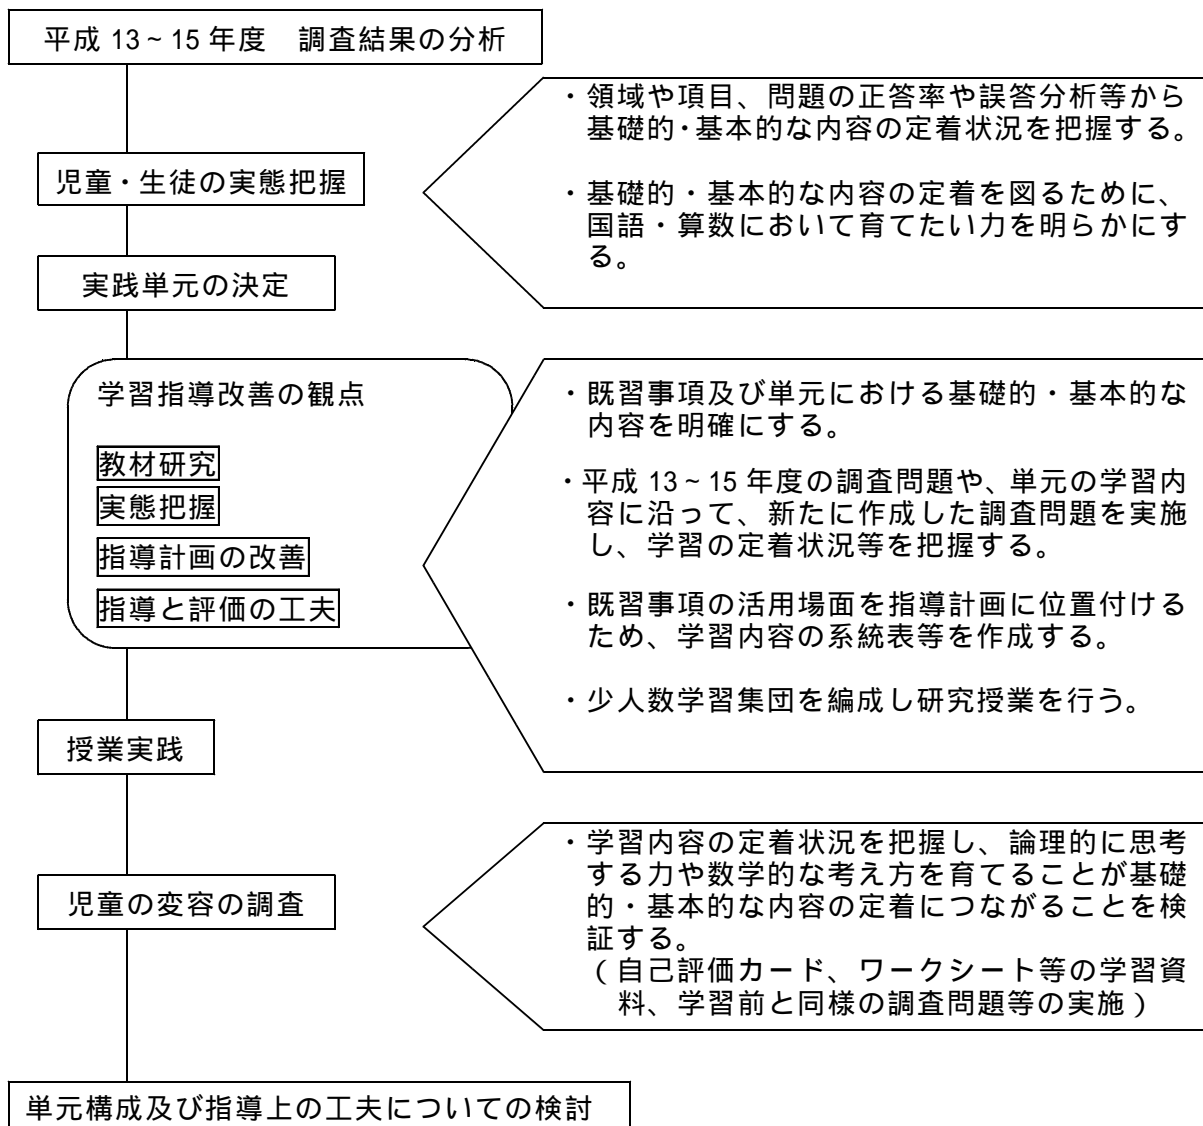 平成 13~15 年度　調査結果の分析
・領域や項目、問題の正答率や誤答分析等から
基礎的・基本的な内容の定着状況を把握する。
児童・生徒の実態把握
・基礎的・基本的な内容の定着を図るために、
国語・算数において育てたい力を明らかにす
る。
実践単元の決定
学習指導改善の観点
教材研究
実態把握
指導計画の改善
指導と評価の工夫
・既習事項及び単元における基礎的・基本的な
内容を明確にする。
・平成 13~15 年度の調査問題や、単元の学習内
容に沿って、新たに作成した調査問題を実施
し、学習の定着状況等を把握する。
・既習事項の活用場面を指導計画に位置付ける
ため、学習内容の系統表等を作成する。
・少人数学習集団を編成し研究授業を行う。
授業実践
・学習内容の定着状況を把握し、論理的に思考
する力や数学的な考え方を育てることが基礎
的・基本的な内容の定着につながることを検
証する。
（自己評価カード、ワークシート等の学習資
料、学習前と同様の調査問題等の実施）
児童の変容の調査
単元構成及び指導上の工夫についての検討